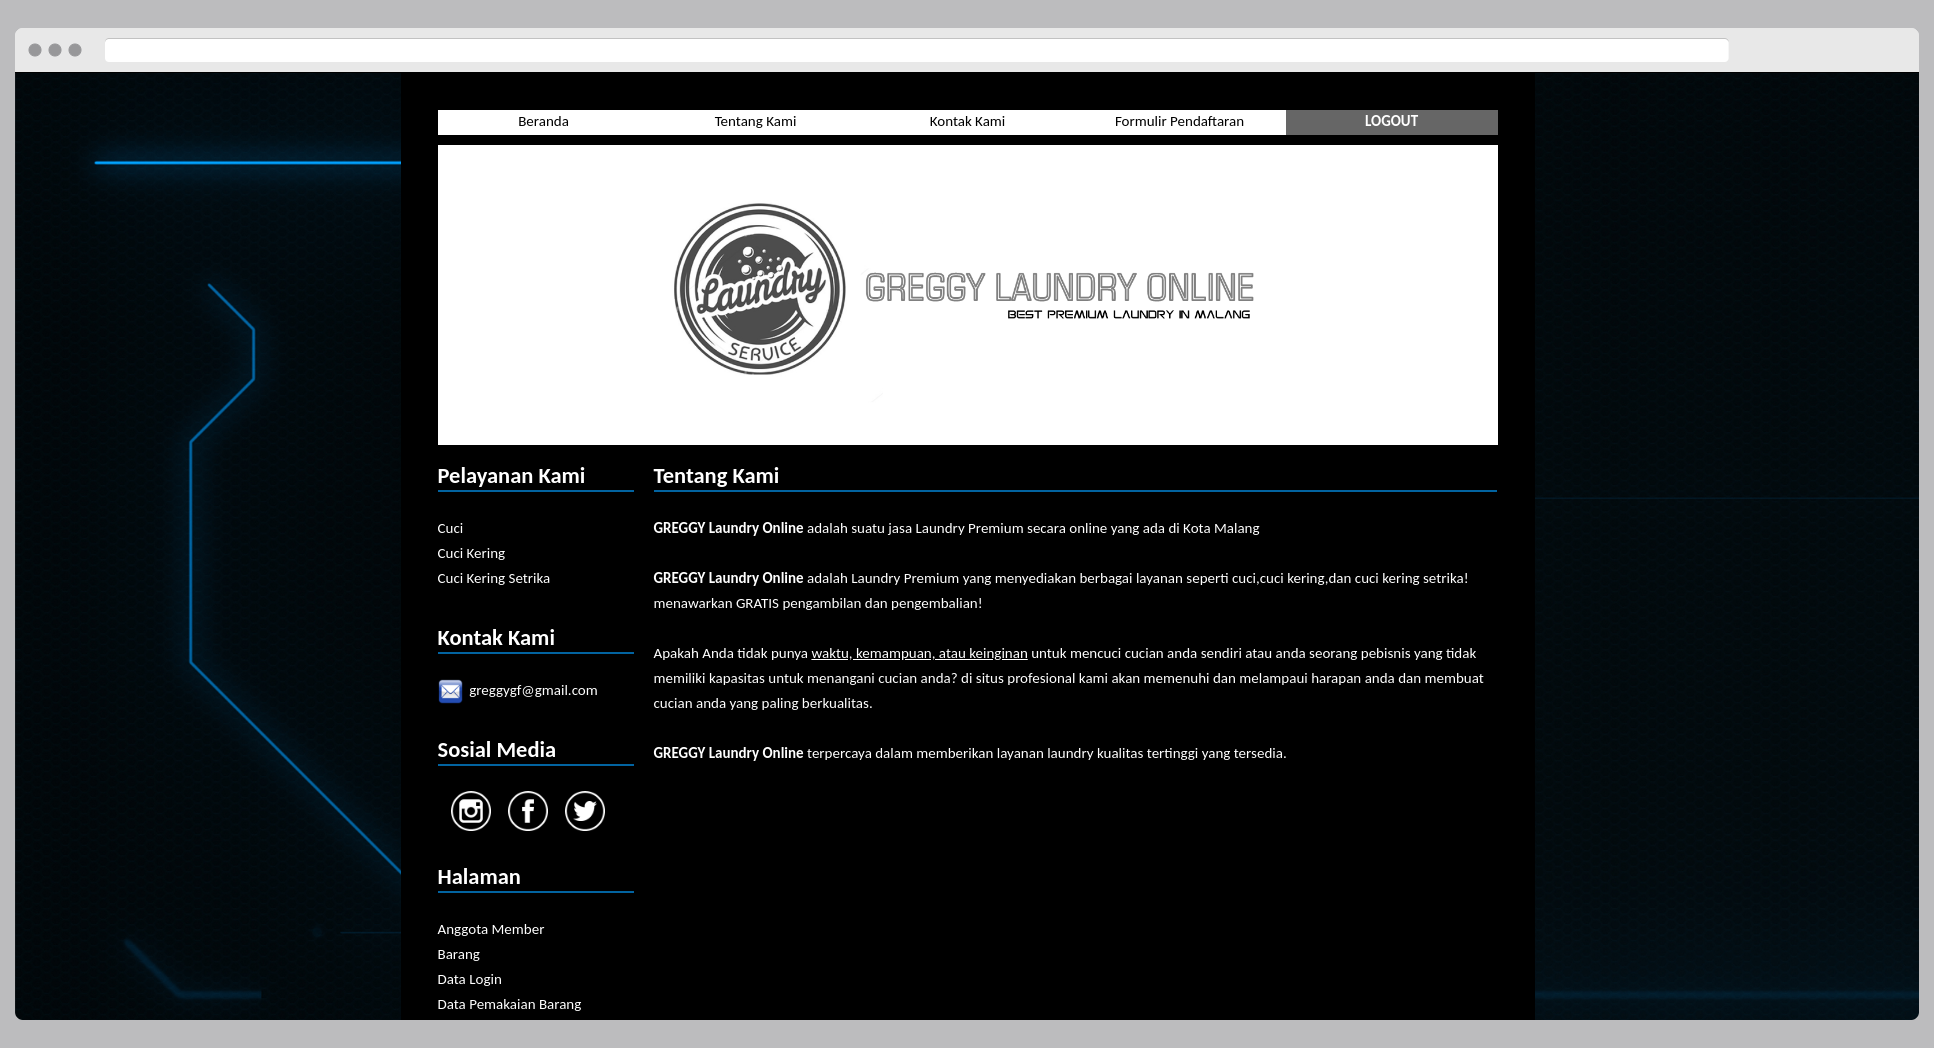 Beranda
Tentang Kami
Kontak Kami
Formulir Pendaftaran
LOGOUT
Laundry
SERVICE
GREGGY LAUNDRY ONLINE
BEST PREMIUM LAUNDRY IN MALANG
Pelayanan Kami
Cuci
Cuci Kering
Cuci Kering Setrika
Kontak Kami
greggygf@gmail.com
Sosial Media
Halaman
Anggota Member
Barang
Data Login
Data Pemakaian Barang
Tentang Kami
GREGGY Laundry Online adalah suatu jasa Laundry Premium secara online yang ada di Kota Malang
GREGGY Laundry Online adalah Laundry Premium yang menyediakan berbagai layanan seperti cuci,cuci kering,dan cuci kering setrika!
menawarkan GRATIS pengambilan dan pengembalian!
Apakah Anda tidak punya waktu, kemampuan, atau keinginan untuk mencuci cucian anda sendiri atau anda seorang pebisnis yang tidak
memiliki kapasitas untuk menangani cucian anda? di situs profesional kami akan memenuhi dan melampaui harapan anda dan membuat
cucian anda yang paling berkualitas.
GREGGY Laundry Online terpercaya dalam memberikan layanan laundry kualitas tertinggi yang tersedia.